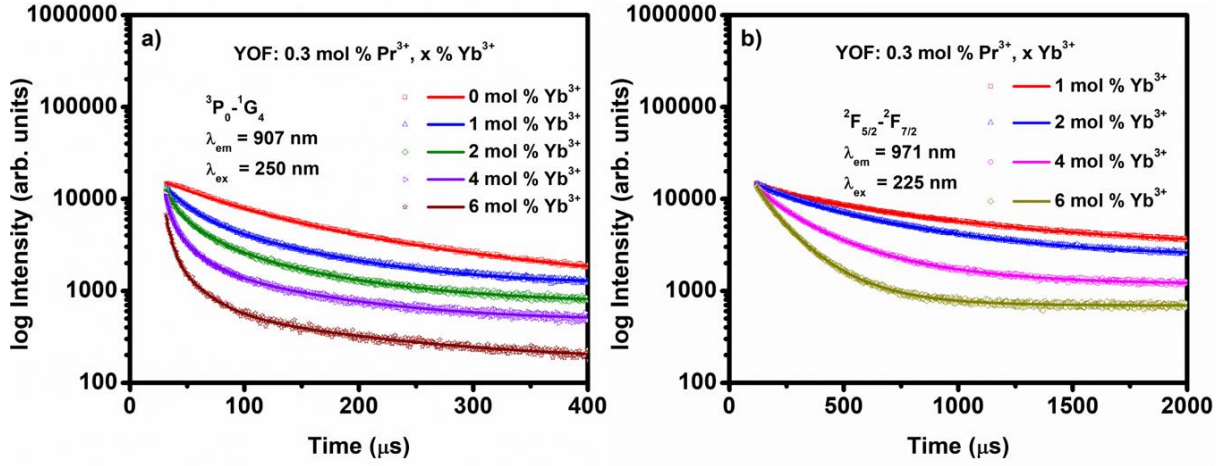 a)
YOF: 0.3 mol % Pr³⁺, x % Yb³⁺
³P₀-¹G₄
λem = 907 nm
λex = 250 nm
0 mol % Yb³⁺
1 mol % Yb³⁺
2 mol % Yb³⁺
4 mol % Yb³⁺
6 mol % Yb³⁺
log Intensity (arb. units)
1000000
100000
10000
1000
100
0
100
200
300
400
Time (μs)
b)
YOF: 0.3 mol % Pr³⁺, x Yb³⁺
²F₅/₂-²F₇/₂
λem = 971 nm
λex = 225 nm
1 mol % Yb³⁺
2 mol % Yb³⁺
4 mol % Yb³⁺
6 mol % Yb³⁺
log Intensity (arb. units)
1000000
100000
10000
1000
100
0
500
1000
1500
2000
Time (μs)